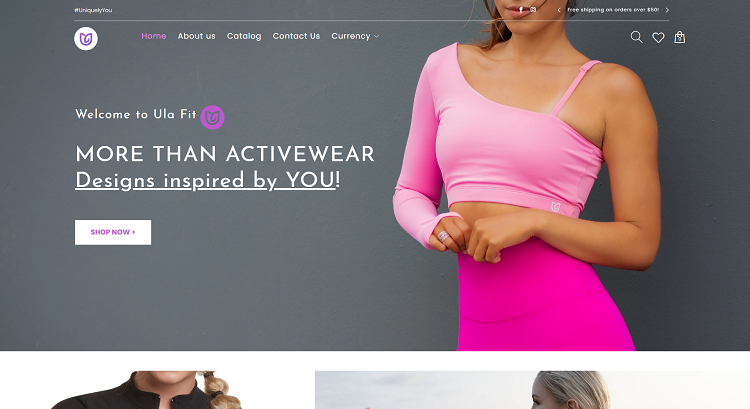 #UniquelyYou
Free shipping on orders over $50!
Home About us Catalog Contact Us Currency
Welcome to Ula Fit
MORE THAN ACTIVEWEAR
Designs inspired by YOU!
SHOP NOW